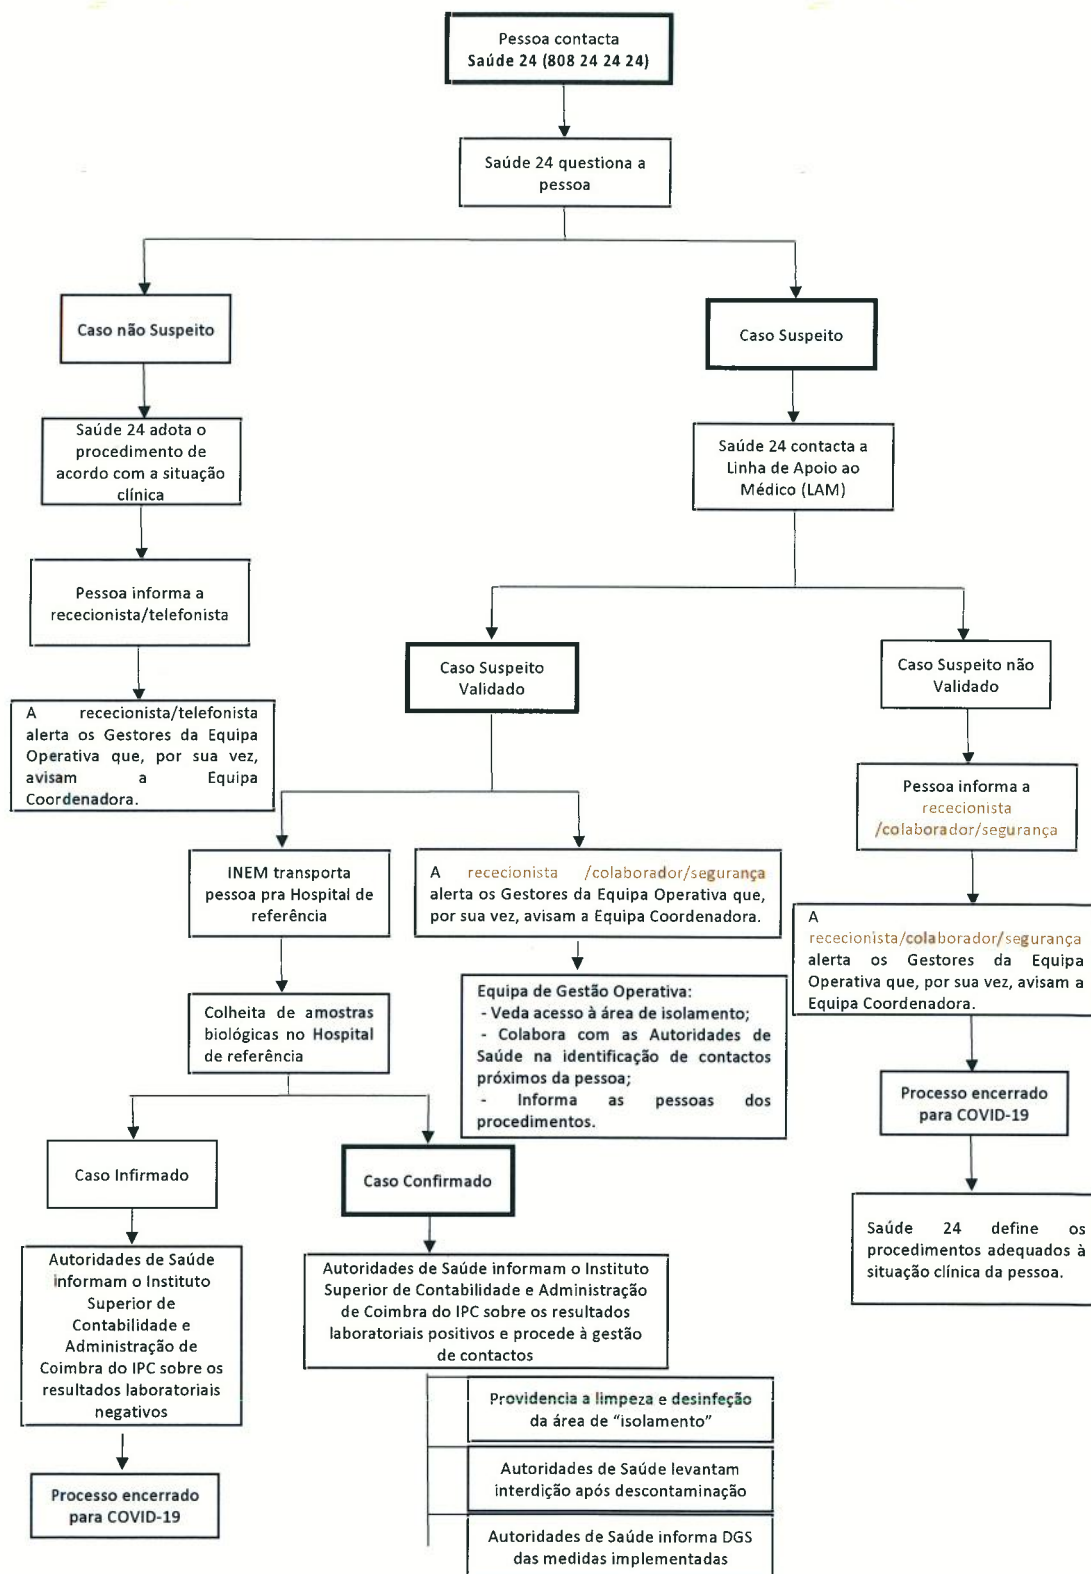 Pessoa contacta
Saúde 24 (808 24 24 24)
Saúde 24 questiona a
pessoa
Caso não Suspeito
Caso Suspeito
Saúde 24 adota o
procedimento de
acordo com a situação
clínica
Saúde 24 contacta a
Linha de Apoio ao
Médico (LAM)
Pessoa informa a
rececionista/telefonista
Caso Suspeito
Validado
Caso Suspeito não
Validado
A rececionista/telefonista
alerta os Gestores da Equipa
Operativa que, por sua vez,
avisam a Equipa
Coordenadora.
Pessoa informa a
rececionista
/colaborador/segurança
INEM transporta
pessoa pra Hospital de
referência
A rececionista /colaborador/segurança
alerta os Gestores da Equipa Operativa que,
por sua vez, avisam a Equipa Coordenadora.
A
rececionista/colaborador/segurança
alerta os Gestores da Equipa
Operativa que, por sua vez, avisam a
Equipa Coordenadora.
Colheita de amostras
biológicas no Hospital
de referência
Equipa de Gestão Operativa:
- Veda acesso à área de isolamento;
- Colabora com as Autoridades de
Saúde na identificação de contactos
próximos da pessoa;
- Informa as pessoas dos
procedimentos.
Processo encerrado
para COVID-19
Caso Infirmado
Caso Confirmado
Saúde 24 define os
procedimentos adequados à
situação clínica da pessoa.
Autoridades de Saúde
informam o Instituto
Superior de
Contabilidade e
Administração de
Coimbra do IPC sobre os
resultados laboratoriais
negativos
Autoridades de Saúde informam o Instituto
Superior de Contabilidade e Administração
de Coimbra do IPC sobre os resultados
laboratoriais positivos e procede à gestão
de contactos
Providencia a limpeza e desinfeção
da área de “isolamento”
Autoridades de Saúde levantam
interdição após descontaminação
Processo encerrado
para COVID-19
Autoridades de Saúde informa DGS
das medidas implementadas